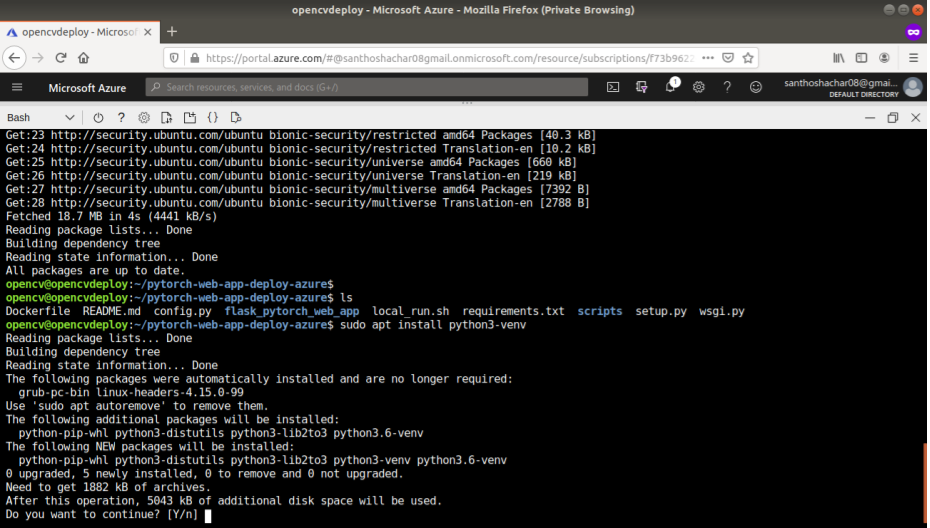 opencvdeploy - Microsoft Azure - Mozilla Firefox (Private Browsing)
opencvdeploy - Microsof
https://portal.azure.com/#@santhoshachar08gmail.onmicrosoft.com/resource/subscriptions/f73b9622
Microsoft Azure
Search resources, services, and docs (G+/)
1
santhoshachar08@gmai...
DEFAULT DIRECTORY
Bash
Get:23 http://security.ubuntu.com/ubuntu bionic-security/restricted amd64 Packages [40.3 kB]
Get:24 http://security.ubuntu.com/ubuntu bionic-security/restricted Translation-en [10.2 kB]
Get:25 http://security.ubuntu.com/ubuntu bionic-security/universe amd64 Packages [660 kB]
Get:26 http://security.ubuntu.com/ubuntu bionic-security/universe Translation-en [219 kB]
Get:27 http://security.ubuntu.com/ubuntu bionic-security/multiverse amd64 Packages [7392 B]
Get:28 http://security.ubuntu.com/ubuntu bionic-security/multiverse Translation-en [2788 B]
Fetched 18.7 MB in 4s (4441 kB/s)
Reading package lists... Done
Building dependency tree
Reading state information... Done
All packages are up to date.
opencv@opencvdeploy:~/pytorch-web-app-deploy-azure$
opencv@opencvdeploy:~/pytorch-web-app-deploy-azure$ ls
Dockerfile README.md config.py flask_pytorch_web_app local_run.sh requirements.txt scripts setup.py wsgi.py
opencv@opencvdeploy:~/pytorch-web-app-deploy-azure$ sudo apt install python3-venv
Reading package lists... Done
Building dependency tree
Reading state information... Done
The following packages were automatically installed and are no longer required:
grub-pc-bin linux-headers-4.15.0-99
Use 'sudo apt autoremove' to remove them.
The following additional packages will be installed:
python-pip-whl python3-distutils python3-lib2to3 python3.6-venv
The following NEW packages will be installed:
python-pip-whl python3-distutils python3-lib2to3 python3-venv python3.6-venv
0 upgraded, 5 newly installed, 0 to remove and 0 not upgraded.
Need to get 1882 kB of archives.
After this operation, 5043 kB of additional disk space will be used.
Do you want to continue? [Y/n]